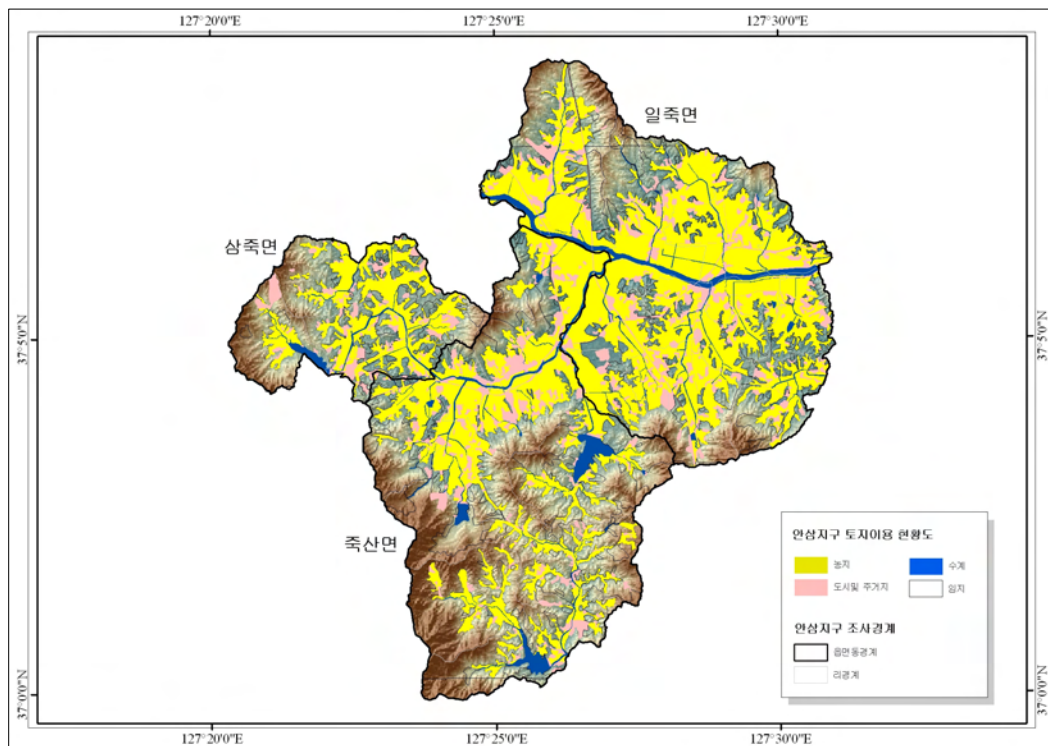 127°20'0"E 127°25'0"E 127°30'0"E
일죽면
삼죽면
37°5'0"N 37°5'0"N
죽산면
안삼지구 토지이용 현황도
농지 수계
도시및 주거지 임지
안삼지구 조사경계
읍면동경계
리경계
37°0'0"N 37°0'0"N
127°20'0"E 127°25'0"E 127°30'0"E